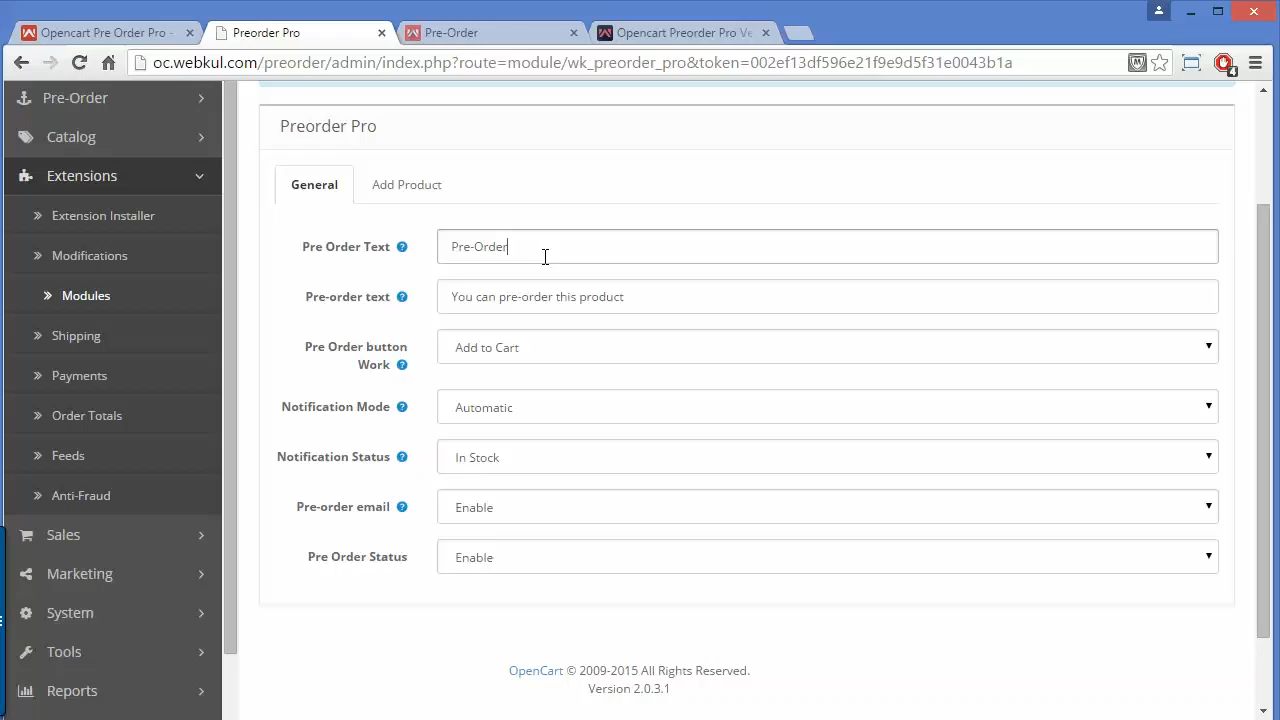 Opencart Pre Order Pro -
Preorder Pro
Pre-Order
Opencart Preorder Pro Ve
oc.webkul.com/preorder/admin/index.php?route=module/wk_preorder_pro&token=002ef13df596e21f9e9d5f31e0043b1a
4
Pre-Order
Catalog
Extensions
Extension Installer
Modifications
Modules
Shipping
Payments
Order Totals
Feeds
Anti-Fraud
Sales
Marketing
System
Tools
Reports
Preorder Pro
General
Add Product
Pre Order Text
Pre-Order
Pre-order text
You can pre-order this product
Pre Order button
Work
Add to Cart
Notification Mode
Automatic
Notification Status
In Stock
Pre-order email
Enable
Pre Order Status
Enable
OpenCart © 2009-2015 All Rights Reserved.
Version 2.0.3.1